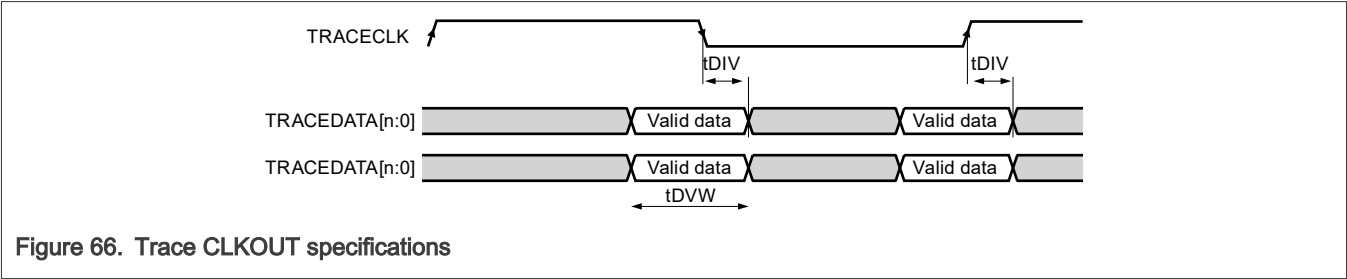 TRACECLK
tDIV tDIV
TRACEDATA[n:0] Valid data Valid data
TRACEDATA[n:0] Valid data Valid data
tDVW
Figure 66. Trace CLKOUT specifications